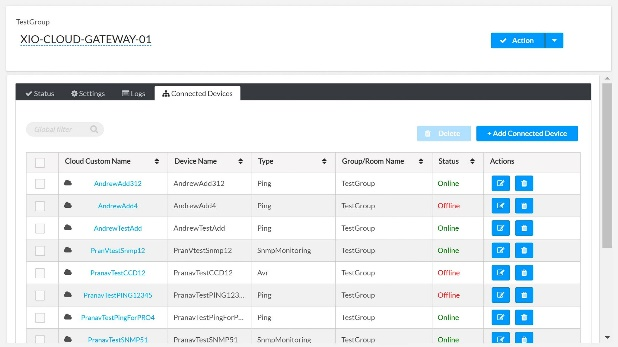 TestGroup
XIO-CLOUD-GATEWAY-01
Action
Status Settings Logs Connected Devices
Global filter Delete + Add Connected Device
Cloud Custom Name Device Name Type Group/Room Name Status Actions
AndrewAdd312 AndrewAdd312 Ping TestGroup Online
AndrewAdd4 AndrewAdd4 Ping TestGroup Offline
AndrewTestAdd AndrewTestAdd Ping TestGroup Online
PranVtestSnmp12 PranVtestSnmp12 SnmpMonitoring TestGroup Online
PranavTestCCD12 PranavTestCCD12 Avr TestGroup Offline
PranavTestPING12345 PranavTestPING123... Ping TestGroup Offline
PranavTestPingForPRO4 PranavTestPingForP... Ping TestGroup Online
PranavTestSNMP51 PranavTestSNMP51 SnmpMonitoring TestGroup Online